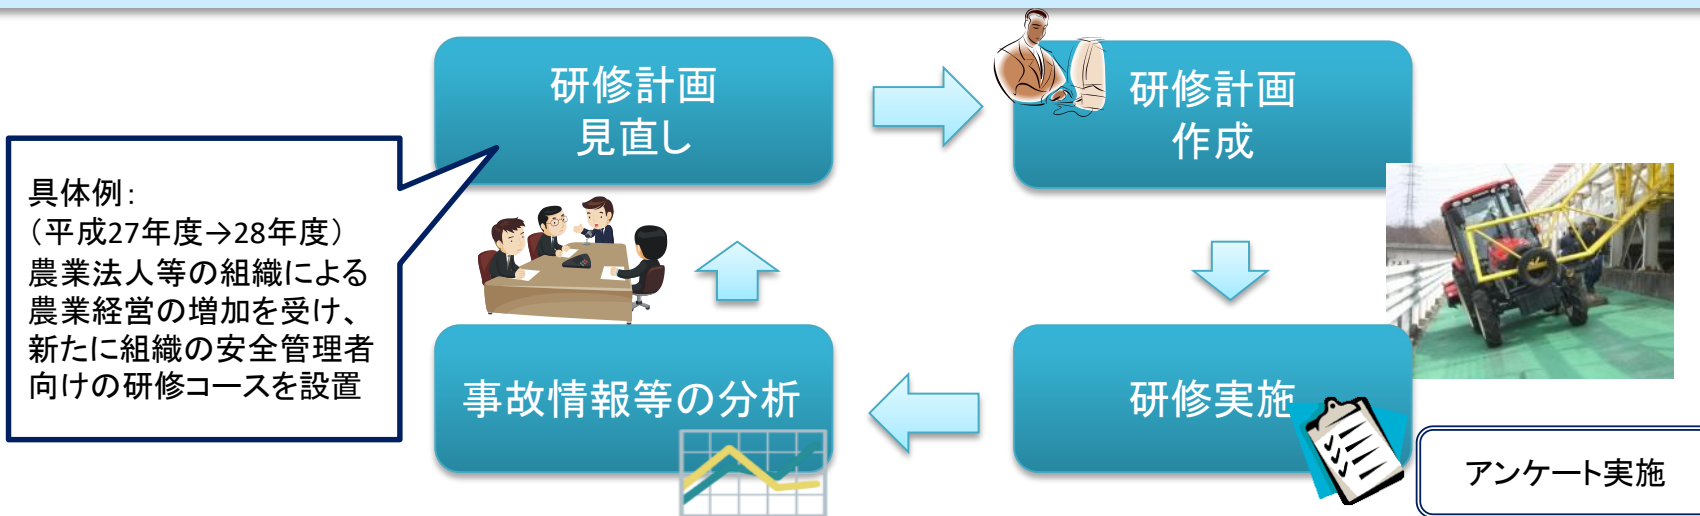 研修計画
見直し
研修計画
作成
具体例：
（平成27年度→28年度）
農業法人等の組織による
農業経営の増加を受け、
新たに組織の安全管理者
向けの研修コースを設置
事故情報等の分析
研修実施
アンケート実施